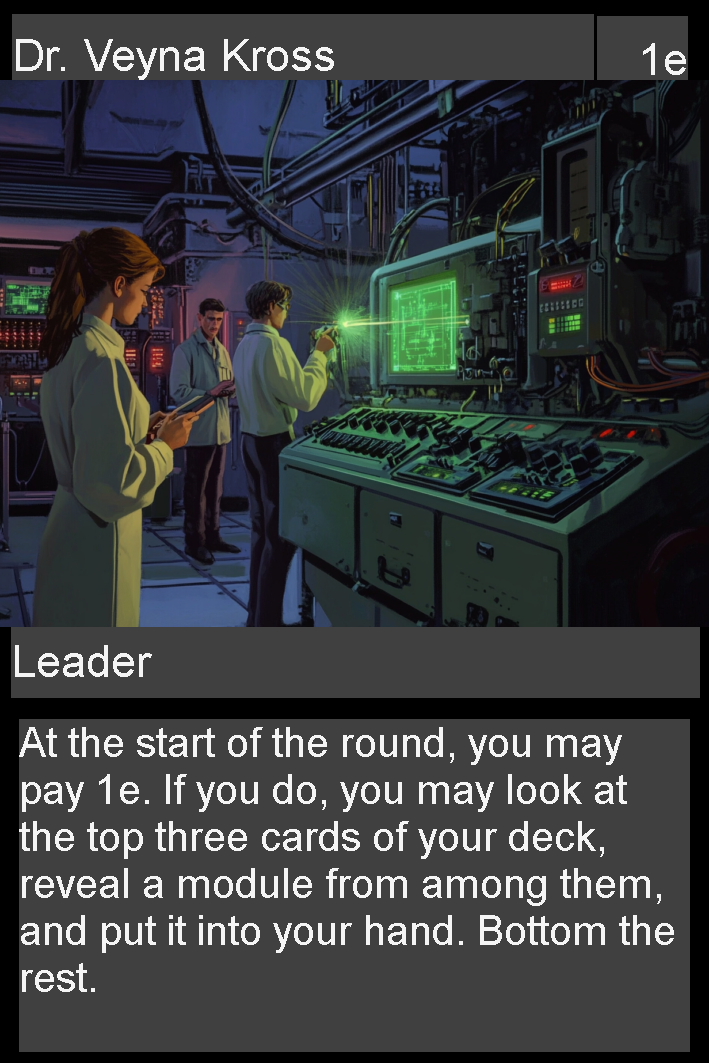 Dr. Veyna Kross
1e
Leader
At the start of the round, you may
pay 1e. If you do, you may look at
the top three cards of your deck,
reveal a module from among them,
and put it into your hand. Bottom the
rest.